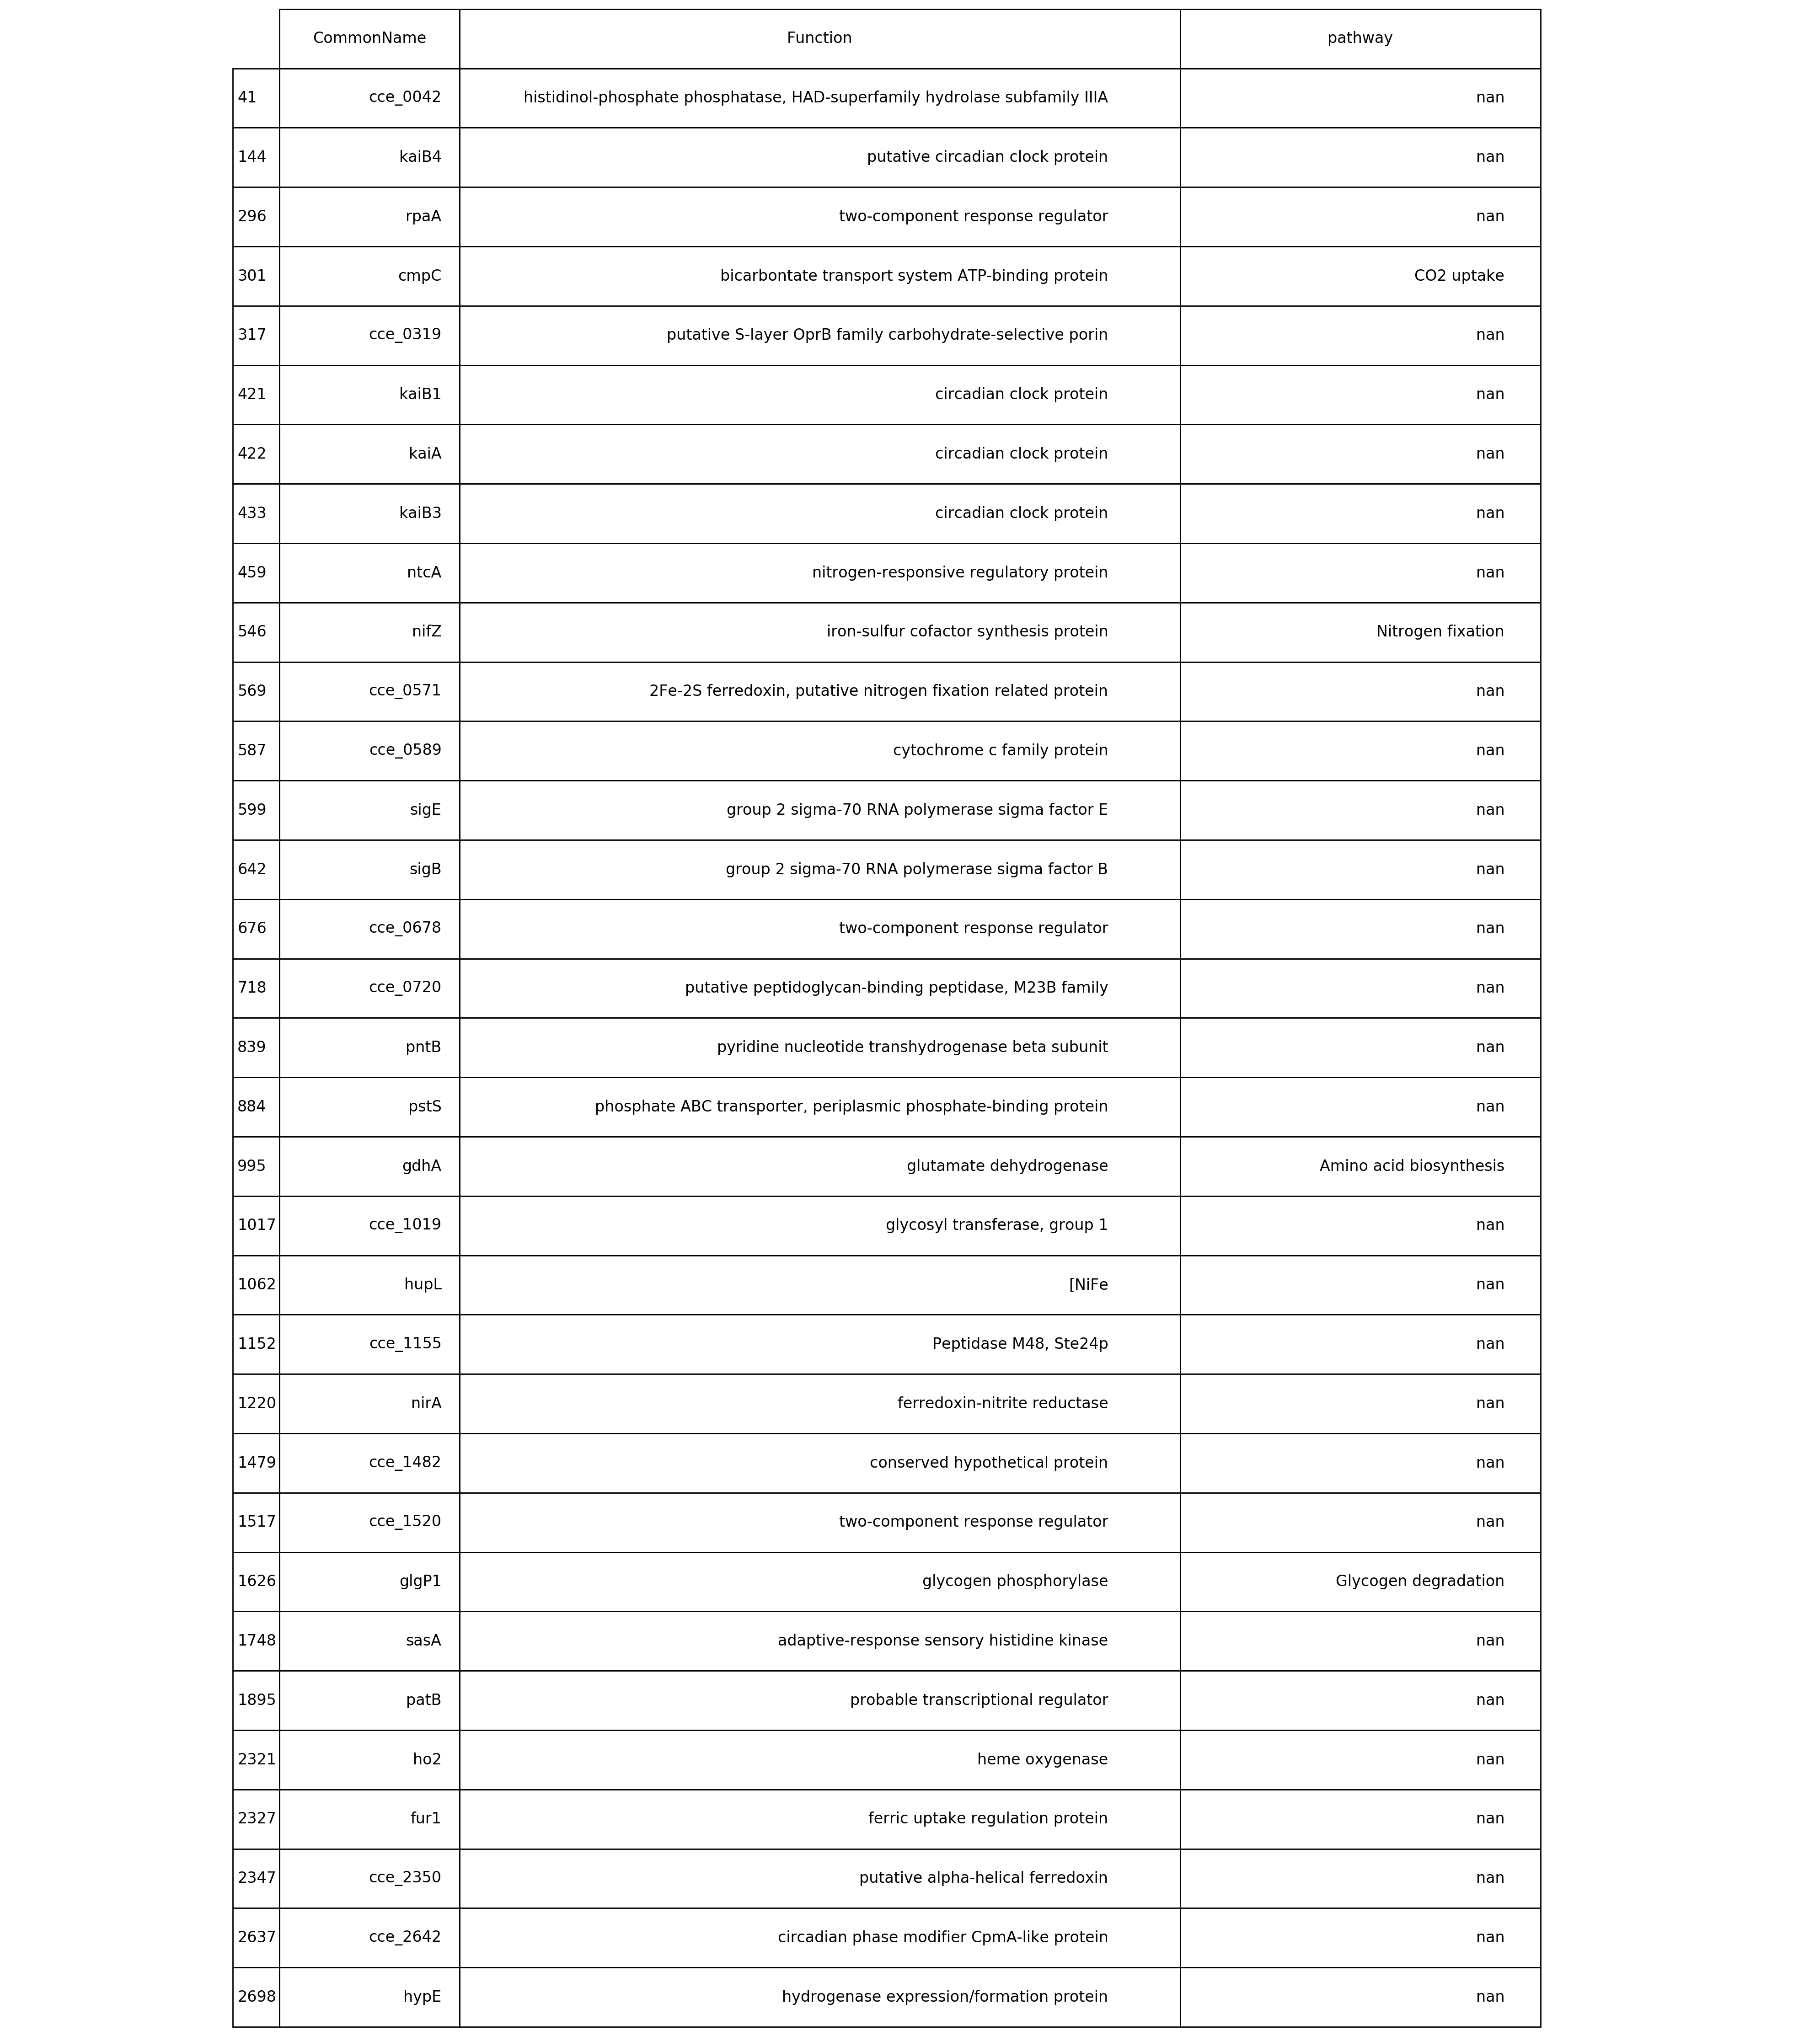 CommonName Function pathway
41 cce_0042 histidinol-phosphate phosphatase, HAD-superfamily hydrolase subfamily IIIA nan
144 kaiB4 putative circadian clock protein nan
296 rpaA two-component response regulator nan
301 cmpC bicarbontate transport system ATP-binding protein CO2 uptake
317 cce_0319 putative S-layer OprB family carbohydrate-selective porin nan
421 kaiB1 circadian clock protein nan
422 kaiA circadian clock protein nan
433 kaiB3 circadian clock protein nan
459 ntcA nitrogen-responsive regulatory protein nan
546 nifZ iron-sulfur cofactor synthesis protein Nitrogen fixation
569 cce_0571 2Fe-2S ferredoxin, putative nitrogen fixation related protein nan
587 cce_0589 cytochrome c family protein nan
599 sigE group 2 sigma-70 RNA polymerase sigma factor E nan
642 sigB group 2 sigma-70 RNA polymerase sigma factor B nan
676 cce_0678 two-component response regulator nan
718 cce_0720 putative peptidoglycan-binding peptidase, M23B family nan
839 pntB pyridine nucleotide transhydrogenase beta subunit nan
884 pstS phosphate ABC transporter, periplasmic phosphate-binding protein nan
995 gdhA glutamate dehydrogenase Amino acid biosynthesis
1017 cce_1019 glycosyl transferase, group 1 nan
1062 hupL [NiFe nan
1152 cce_1155 Peptidase M48, Ste24p nan
1220 nirA ferredoxin-nitrite reductase nan
1479 cce_1482 conserved hypothetical protein nan
1517 cce_1520 two-component response regulator nan
1626 glgP1 glycogen phosphorylase Glycogen degradation
1748 sasA adaptive-response sensory histidine kinase nan
1895 patB probable transcriptional regulator nan
2321 ho2 heme oxygenase nan
2327 fur1 ferric uptake regulation protein nan
2347 cce_2350 putative alpha-helical ferredoxin nan
2637 cce_2642 circadian phase modifier CpmA-like protein nan
2698 hypE hydrogenase expression/formation protein nan